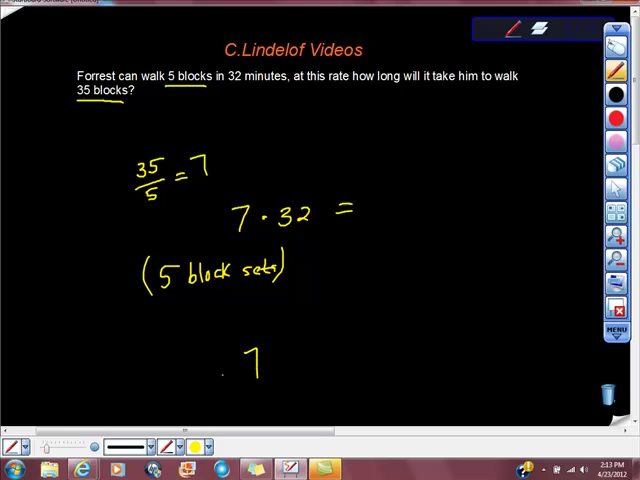 C.Lindelof Videos
Forrest can walk 5 blocks in 32 minutes, at this rate how long will it take him to walk
35 blocks?
35/5 = 7
7 · 32 =
(5 block sets)
7
MENU
2:13 PM
4/23/2012